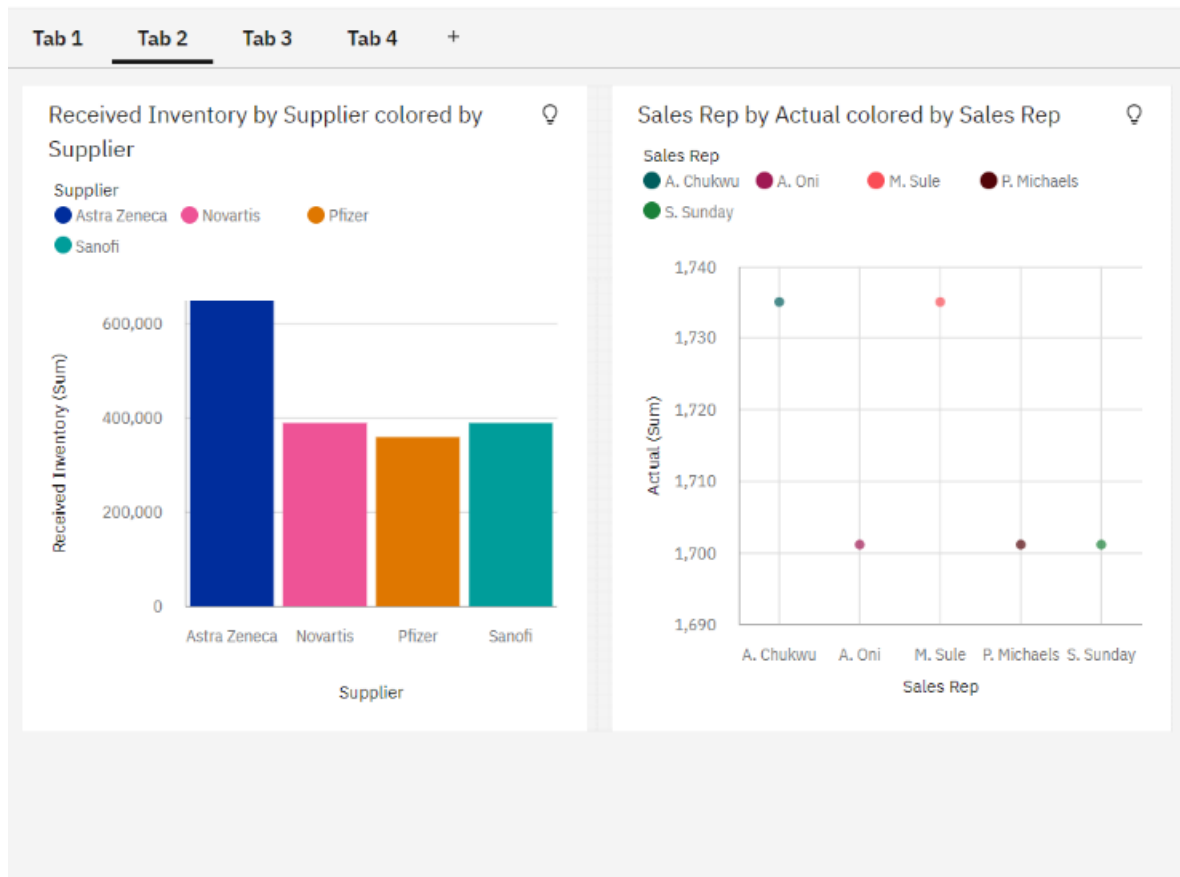 Tab 1 Tab 2 Tab 3 Tab 4 +
Received Inventory by Supplier colored by
Supplier
Supplier
Astra Zeneca Novartis Pfizer
Sanofi
600,000
400,000
200,000
0
Received Inventory (Sum)
Astra Zeneca Novartis Pfizer Sanofi
Supplier
Sales Rep by Actual colored by Sales Rep
Sales Rep
A. Chukwu A. Oni M. Sule P. Michaels
S. Sunday
1,740
1,730
1,720
1,710
1,700
1,690
Actual (Sum)
A. Chukwu A. Oni M. Sule P. Michaels S. Sunday
Sales Rep